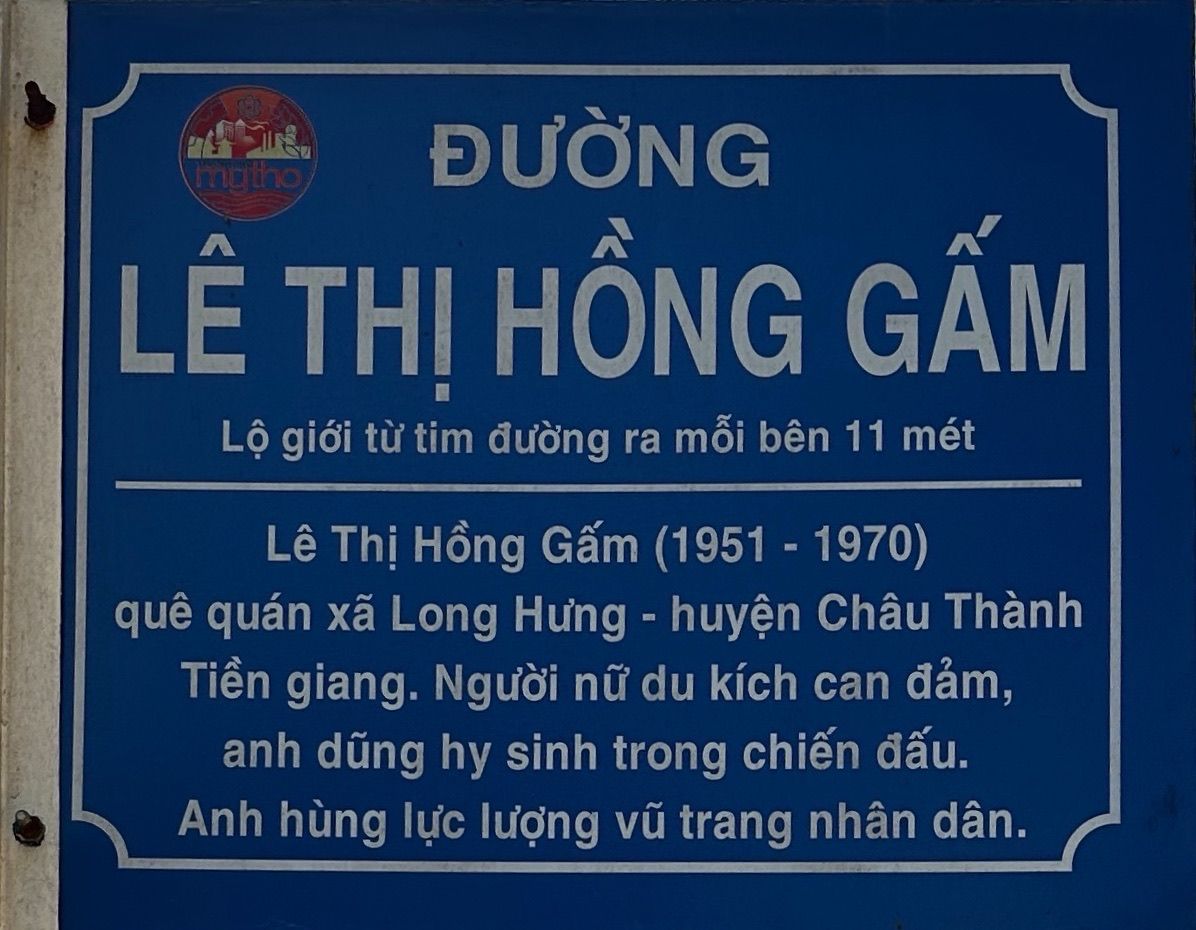 mytho
ĐƯỜNG
LÊ THỊ HỒNG GẤM
Lộ giới từ tim đường ra mỗi bên 11 mét
Lê Thị Hồng Gấm (1951 - 1970)
quê quán xã Long Hưng - huyện Châu Thành
Tiền giang. Người nữ du kích can đảm,
anh dũng hy sinh trong chiến đấu.
Anh hùng lực lượng vũ trang nhân dân.